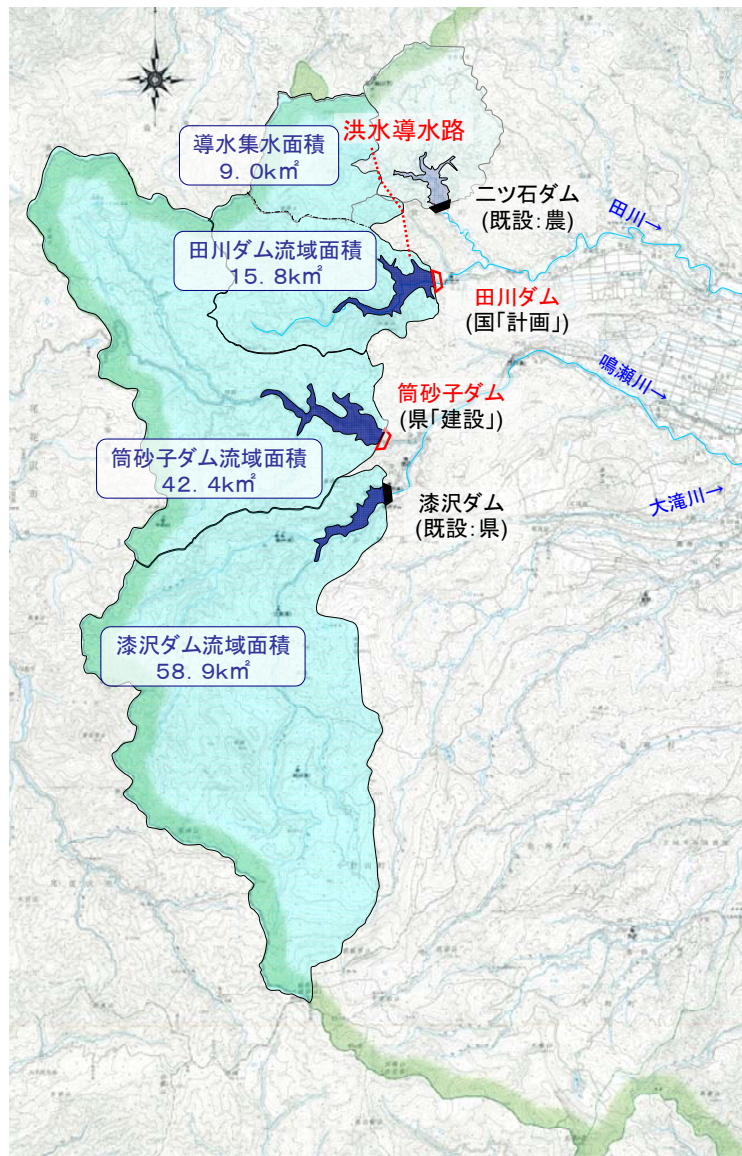 導水集水面積
9.0k㎡
洪水導水路
二ツ石ダム
(既設:農)
田川→
田川ダム流域面積
15.8k㎡
田川ダム
(国「計画」)
鳴瀬川→
筒砂子ダム
(県「建設」)
筒砂子ダム流域面積
42.4k㎡
大滝川→
漆沢ダム
(既設:県)
漆沢ダム流域面積
58.9k㎡